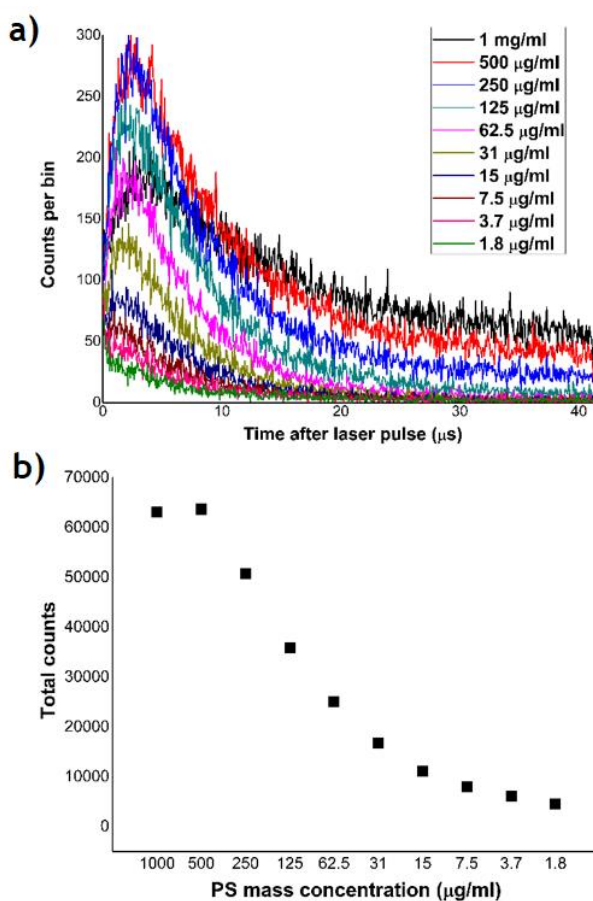 a)
300
250
200
150
100
50
0
Counts per bin
1 mg/ml
500 μg/ml
250 μg/ml
125 μg/ml
62.5 μg/ml
31 μg/ml
15 μg/ml
7.5 μg/ml
3.7 μg/ml
1.8 μg/ml
0 10 20 30 40
Time after laser pulse (μs)
b)
70000
60000
50000
40000
30000
20000
10000
0
Total counts
1000 500 250 125 62.5 31 15 7.5 3.7 1.8
PS mass concentration (μg/ml)